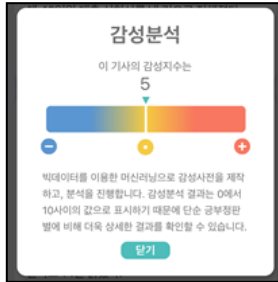 감성분석
이 기사의 감성지수는
5
빅데이터를 이용한 머신러닝으로 감성사전을 제작
하고, 분석을 진행합니다. 감성분석 결과는 0에서
10사이의 값으로 표시하기 때문에 단순 긍부정판
별에 비해 더욱 상세한 결과를 확인할 수 있습니다.
닫기